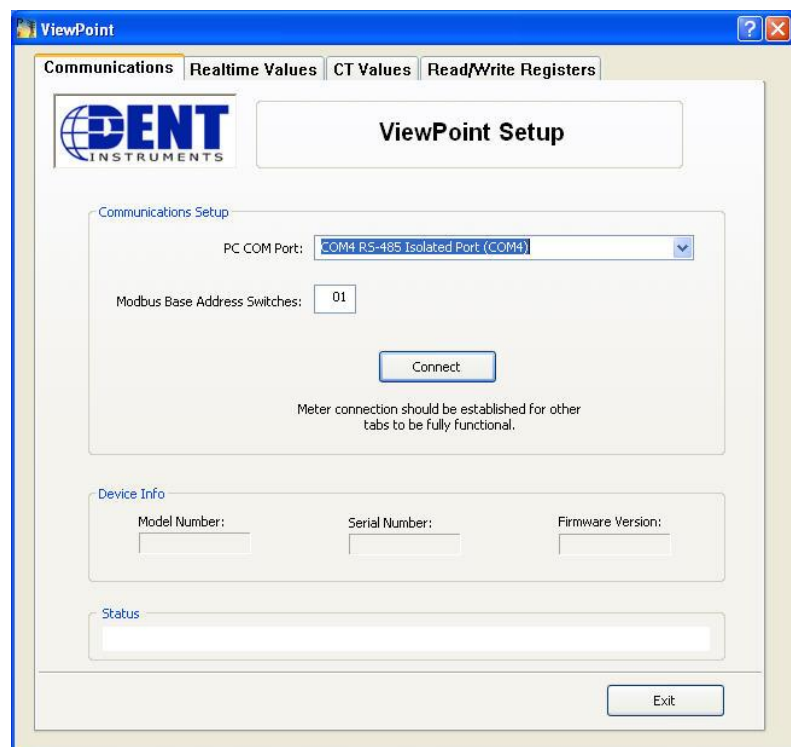 ViewPoint
Communications
Realtime Values
CT Values
Read/Write Registers
DENT
INSTRUMENTS
ViewPoint Setup
Communications Setup
PC COM Port:
COM4 RS-485 Isolated Port (COM4)
Modbus Base Address Switches:
01
Connect
Meter connection should be established for other
tabs to be fully functional.
Device Info
Model Number:
Serial Number:
Firmware Version:
Status
Exit